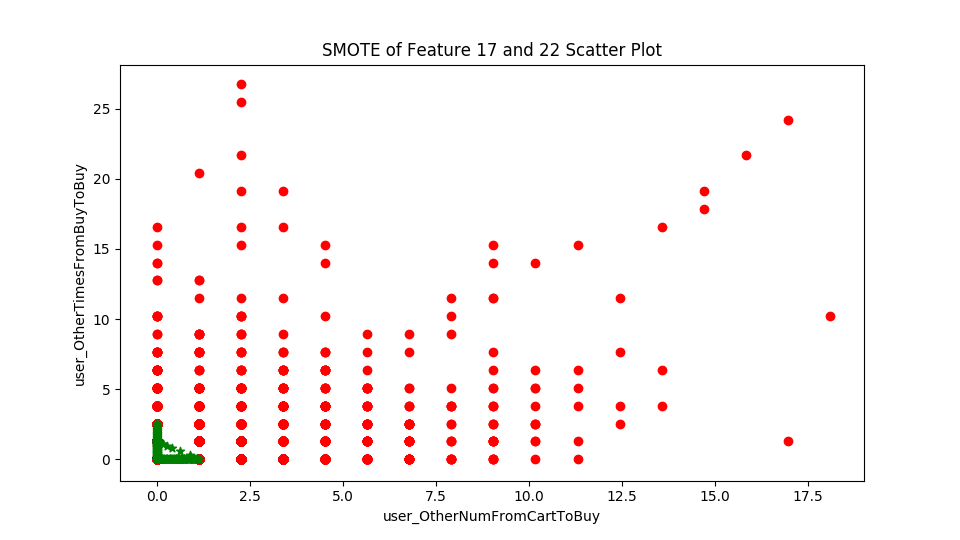 SMOTE of Feature 17 and 22 Scatter Plot
user_OtherTimesFromBuyToBuy
25
20
15
10
5
0
0.0 2.5 5.0 7.5 10.0 12.5 15.0 17.5
user_OtherNumFromCartToBuy